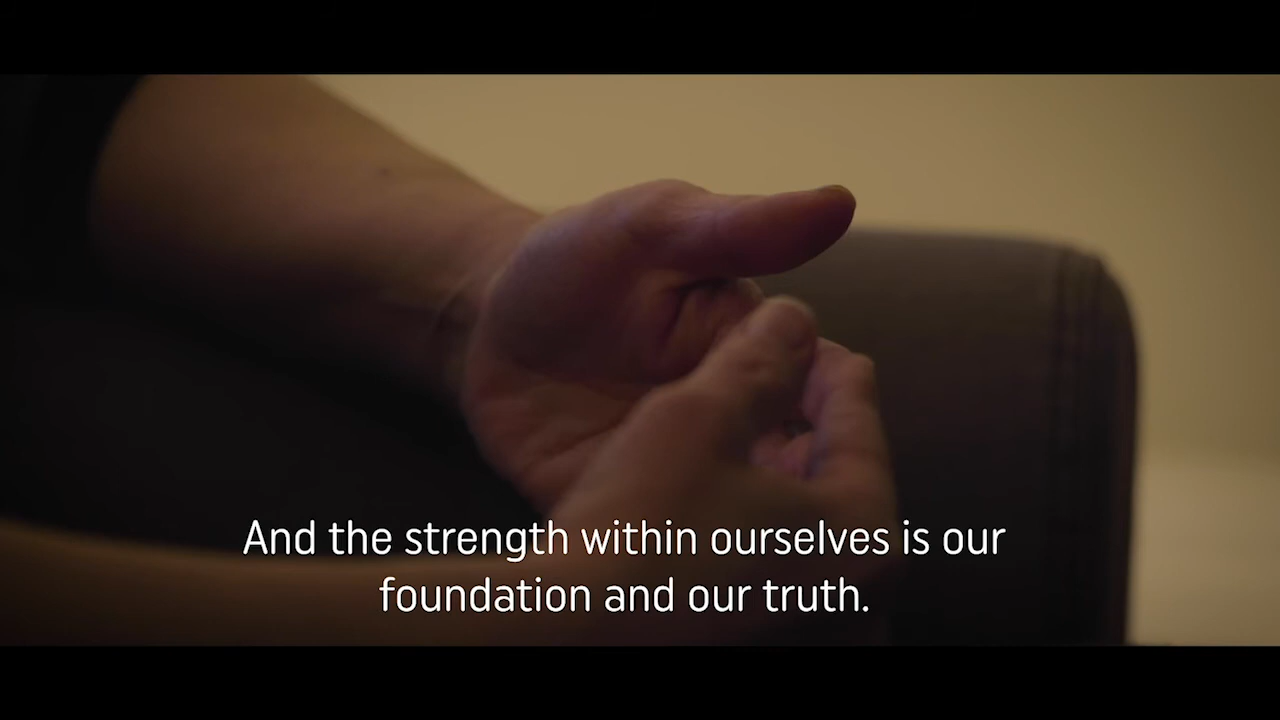 And the strength within ourselves is our
foundation and our truth.